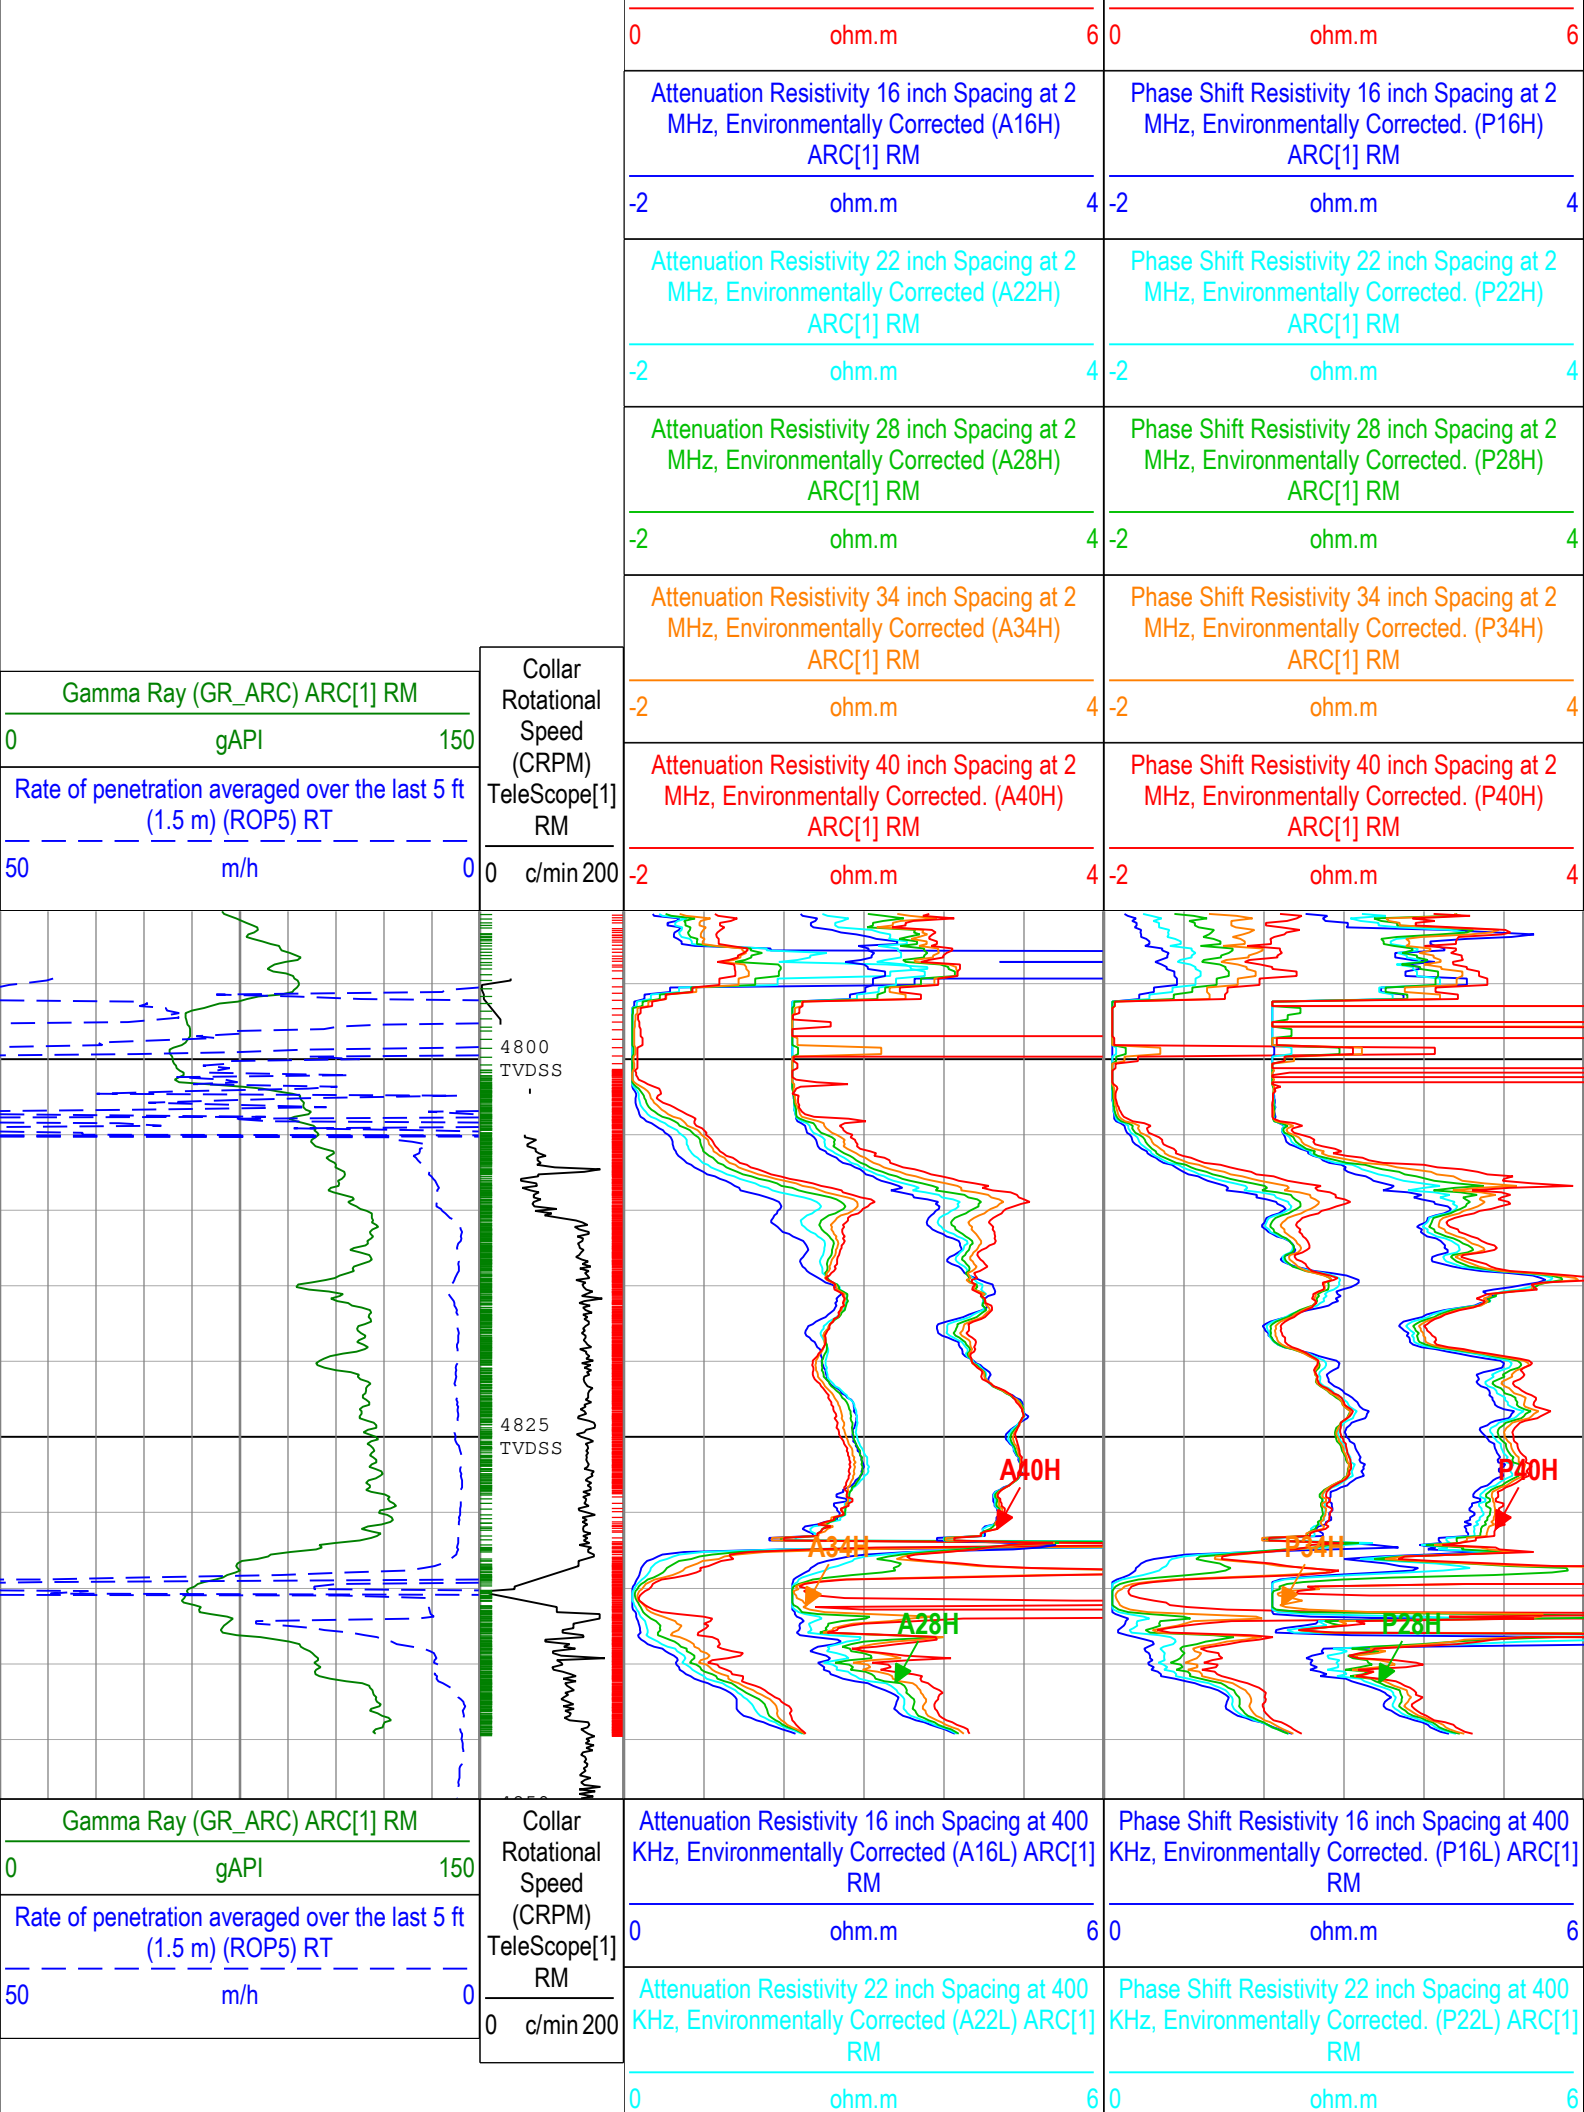 0 ohm.m 6
0 ohm.m 6
Attenuation Resistivity 16 inch Spacing at 2
MHz, Environmentally Corrected (A16H)
ARC[1] RM
-2 ohm.m 4
Phase Shift Resistivity 16 inch Spacing at 2
MHz, Environmentally Corrected. (P16H)
ARC[1] RM
-2 ohm.m 4
Attenuation Resistivity 22 inch Spacing at 2
MHz, Environmentally Corrected (A22H)
ARC[1] RM
-2 ohm.m 4
Phase Shift Resistivity 22 inch Spacing at 2
MHz, Environmentally Corrected. (P22H)
ARC[1] RM
-2 ohm.m 4
Attenuation Resistivity 28 inch Spacing at 2
MHz, Environmentally Corrected (A28H)
ARC[1] RM
-2 ohm.m 4
Phase Shift Resistivity 28 inch Spacing at 2
MHz, Environmentally Corrected. (P28H)
ARC[1] RM
-2 ohm.m 4
Attenuation Resistivity 34 inch Spacing at 2
MHz, Environmentally Corrected (A34H)
ARC[1] RM
-2 ohm.m 4
Phase Shift Resistivity 34 inch Spacing at 2
MHz, Environmentally Corrected. (P34H)
ARC[1] RM
-2 ohm.m 4
Gamma Ray (GR_ARC) ARC[1] RM
0 gAPI 150
Rate of penetration averaged over the last 5 ft
(1.5 m) (ROP5) RT
50 m/h 0
Collar
Rotational
Speed
(CRPM)
TeleScope[1]
RM
0 c/min 200
Attenuation Resistivity 40 inch Spacing at 2
MHz, Environmentally Corrected. (A40H)
ARC[1] RM
-2 ohm.m 4
Phase Shift Resistivity 40 inch Spacing at 2
MHz, Environmentally Corrected. (P40H)
ARC[1] RM
-2 ohm.m 4
4800
TVDSS
4825
TVDSS
A40H
P40H
A34H
P34H
A28H
P28H
Gamma Ray (GR_ARC) ARC[1] RM
0 gAPI 150
Rate of penetration averaged over the last 5 ft
(1.5 m) (ROP5) RT
50 m/h 0
Collar
Rotational
Speed
(CRPM)
TeleScope[1]
RM
0 c/min 200
Attenuation Resistivity 16 inch Spacing at 400
KHz, Environmentally Corrected (A16L) ARC[1]
RM
0 ohm.m 6
Phase Shift Resistivity 16 inch Spacing at 400
KHz, Environmentally Corrected. (P16L) ARC[1]
RM
0 ohm.m 6
Attenuation Resistivity 22 inch Spacing at 400
KHz, Environmentally Corrected (A22L) ARC[1]
RM
0 ohm.m 6
Phase Shift Resistivity 22 inch Spacing at 400
KHz, Environmentally Corrected. (P22L) ARC[1]
RM
0 ohm.m 6